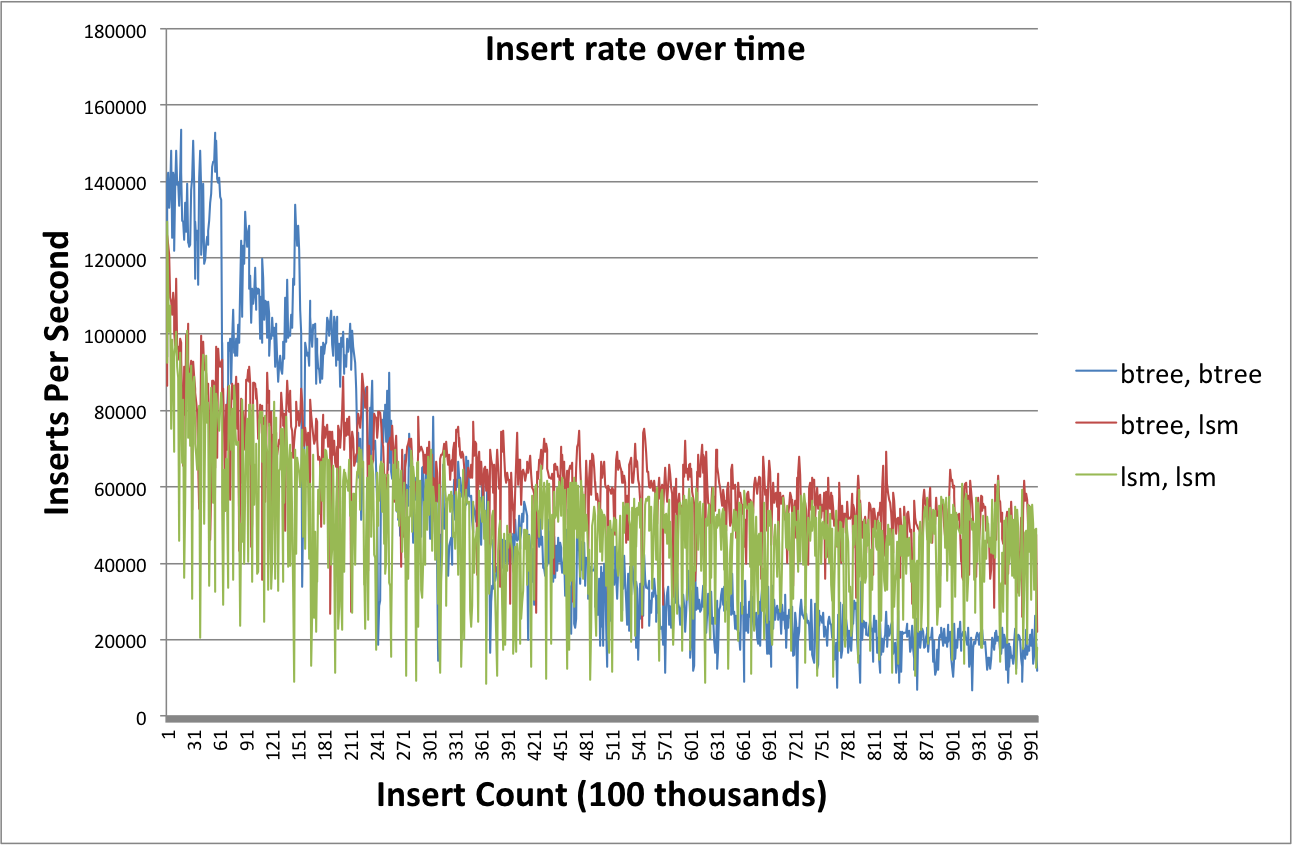 Insert rate over time
180000
160000
140000
120000
100000
80000
60000
40000
20000
0
Inserts Per Second
1 31 61 91 121 151 181 211 241 271 301 331 361 391 421 451 481 511 541 571 601 631 661 691 721 751 781 811 841 871 901 931 961 991
Insert Count (100 thousands)
btree, btree
btree, lsm
lsm, lsm